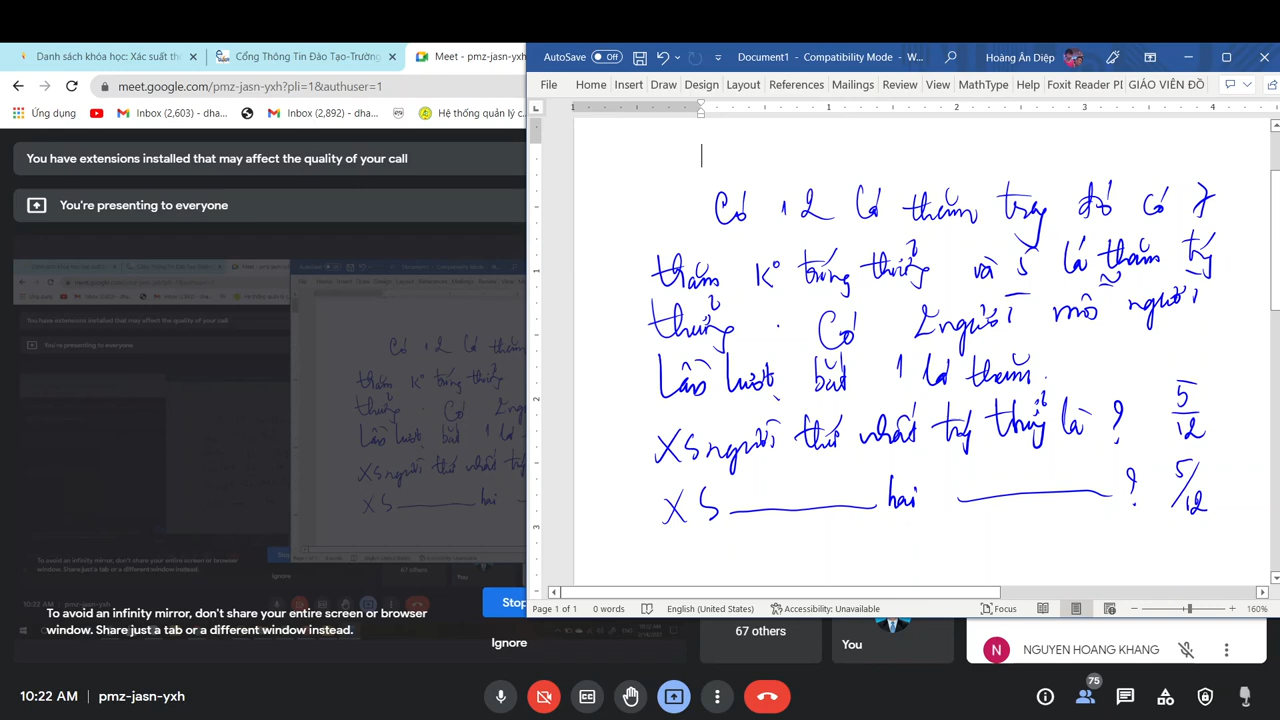 Danh sách khóa học: Xác suất th
Cổng Thông Tin Đào Tạo-Trường
Meet - pmz-jasn-yx
meet.google.com/pmz-jasn-yxh?pli=1&authuser=1
Ứng dụng
Inbox (2,603) - dha...
Inbox (2,892) - dh...
Hệ thống quản lý c...
You have extensions installed that may affect the quality of your call
You're presenting to everyone
AutoSave Off
Document1 - Compatibility Mode - W...
Hoàng Ân Diệp
File Home Insert Draw Design Layout References Mailings Review View MathType Help Foxit Reader PI GIÁO VIÊN ĐỒ
1 1 2 3 4
Có 12 lá thăm trong đó có 7
thăm K° trúng thưởng và 5 lá thăm trúng
thưởng . Có 2 người mỗi người
Lần lượt bắt 1 lá thăm.
XS người thứ nhất trúng thưởng là ? 5/12
XS hai ? 5/12
Page 1 of 1 0 words English (United States) Accessibility: Unavailable Focus 160%
To avoid an infinity mirror, don't share your entire screen or browser
window. Share just a tab or a different window instead.
Stop
Ignore
67 others
You
N NGUYEN HOANG KHANG
10:22 AM pmz-jasn-yxh
75